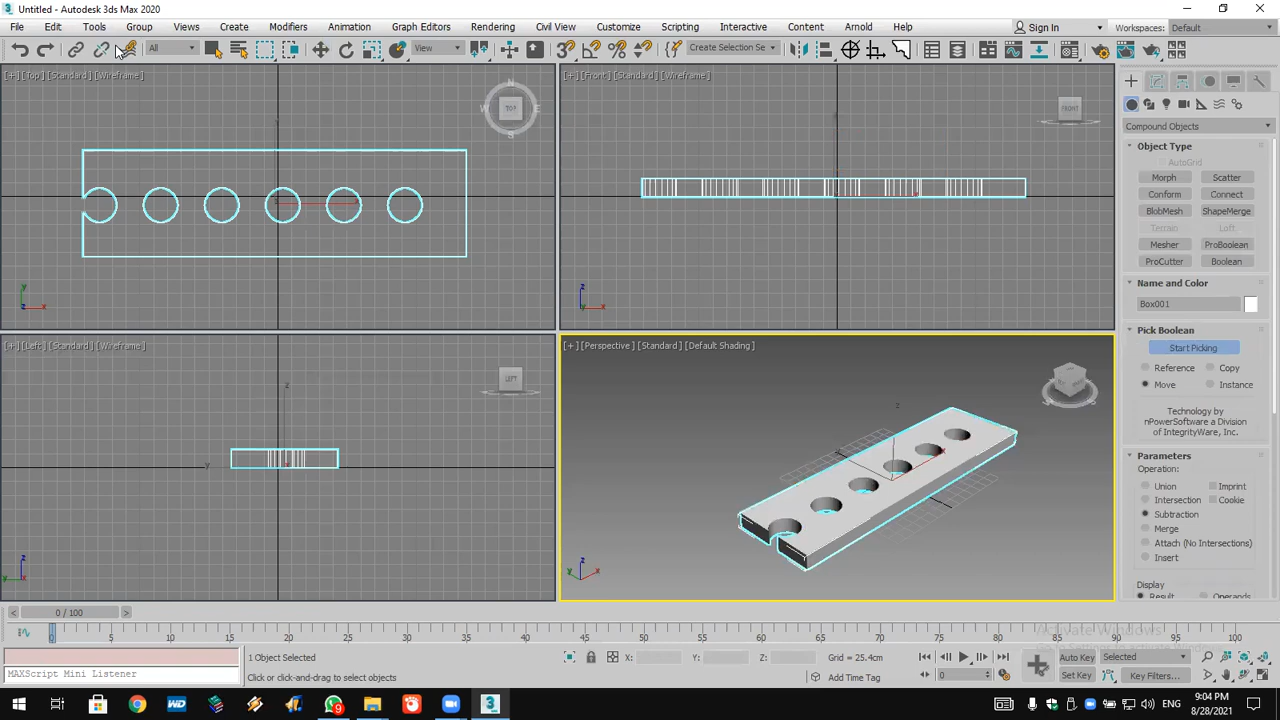 Untitled - Autodesk 3ds Max 2020
File Edit Tools Group Views Create Modifiers Animation Graph Editors Rendering Civil View Customize Scripting Interactive Content Arnold Help Sign In Workspaces: Default
All View Create Selection Se
[+] [Top] [Standard] [Wireframe]
N
W TOP E
S
y
z x
[+] [Front] [Standard] [Wireframe]
FRONT
z
x
[+] [Left] [Standard] [Wireframe]
LEFT
z
y
z
y x
[+] [Perspective] [Standard] [Default Shading]
z
x
z
y x
Compound Objects
Object Type
AutoGrid
Morph Scatter
Conform Connect
BlobMesh ShapeMerge
Terrain Loft
Mesher ProBoolean
ProCutter Boolean
Name and Color
Box001
Pick Boolean
Start Picking
Reference Copy
Move Instance
Technology by
nPowerSoftware a Division
of IntegrityWare, Inc.
Parameters
Operation:
Union Imprint
Intersection Cookie
Subtraction
Merge
Attach (No Intersections)
Insert
Display
Result Operands
< 0 / 100 >
0 5 10 15 20 25 30 35 40 45 50 55 60 65 70 75 80 85 90 95 100
Activate Windows
1 Object Selected X: Y: Z: Grid = 25.4cm Auto Key Selected
MAXScript Mini Listener Click or click-and-drag to select objects Add Time Tag 0 Set Key Key Filters...
WD 3 ENG 9:04 PM
8/28/2021